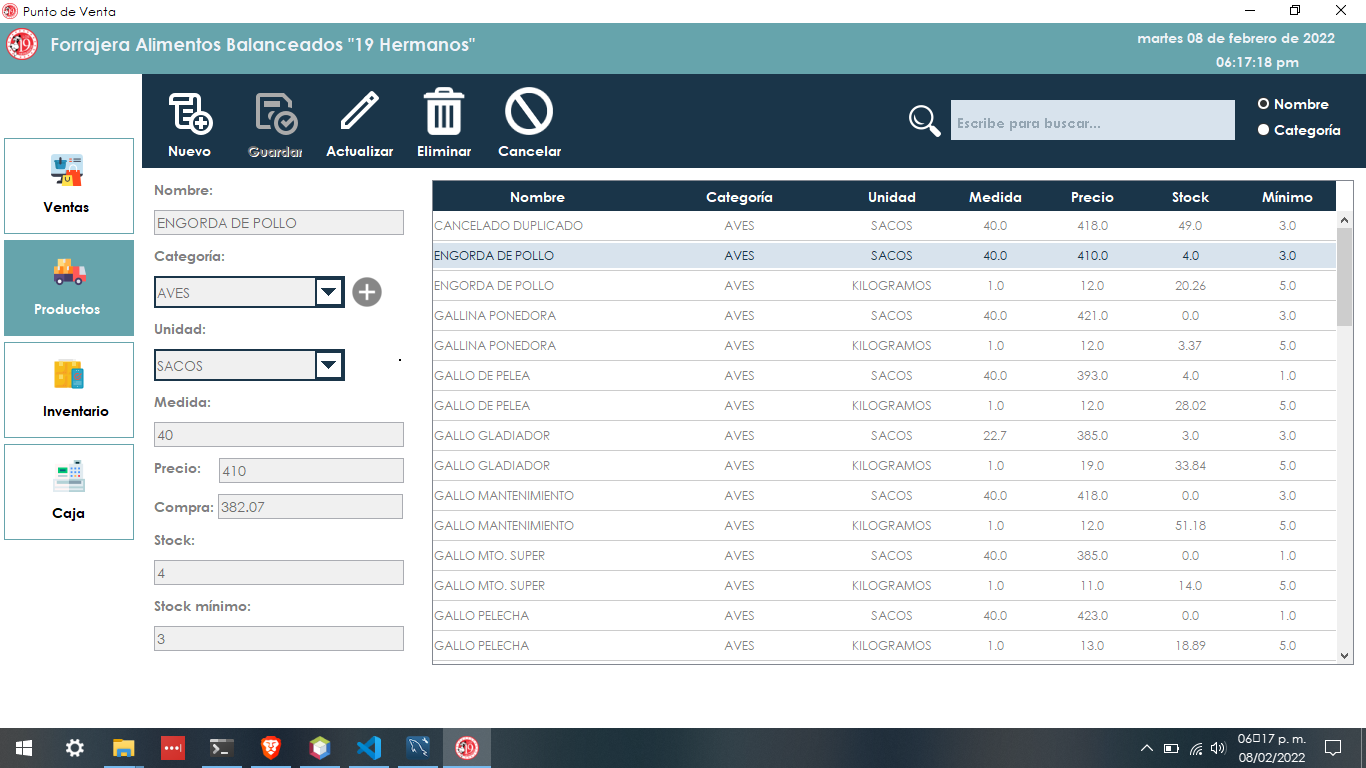 Punto de Venta
19
Forrajera Alimentos Balanceados "19 Hermanos"
martes 08 de febrero de 2022
06:17:18 pm
Nuevo
Guardar
Actualizar
Eliminar
Cancelar
Escribe para buscar...
Nombre
Categoría
Ventas
Productos
Inventario
Caja
Nombre:
ENGORDA DE POLLO
Categoría:
AVES
Unidad:
SACOS
Medida:
40
Precio: 410
Compra: 382.07
Stock:
4
Stock mínimo:
3
Nombre Categoría Unidad Medida Precio Stock Mínimo
CANCELADO DUPLICADO AVES SACOS 40.0 418.0 49.0 3.0
ENGORDA DE POLLO AVES SACOS 40.0 410.0 4.0 3.0
ENGORDA DE POLLO AVES KILOGRAMOS 1.0 12.0 20.26 5.0
GALLINA PONEDORA AVES SACOS 40.0 421.0 0.0 3.0
GALLINA PONEDORA AVES KILOGRAMOS 1.0 12.0 3.37 5.0
GALLO DE PELEA AVES SACOS 40.0 393.0 4.0 1.0
GALLO DE PELEA AVES KILOGRAMOS 1.0 12.0 28.02 5.0
GALLO GLADIADOR AVES SACOS 22.7 385.0 3.0 3.0
GALLO GLADIADOR AVES KILOGRAMOS 1.0 19.0 33.84 5.0
GALLO MANTENIMIENTO AVES SACOS 40.0 418.0 0.0 3.0
GALLO MANTENIMIENTO AVES KILOGRAMOS 1.0 12.0 51.18 5.0
GALLO MTO. SUPER AVES SACOS 40.0 385.0 0.0 1.0
GALLO MTO. SUPER AVES KILOGRAMOS 1.0 11.0 14.0 5.0
GALLO PELECHA AVES SACOS 40.0 423.0 0.0 1.0
GALLO PELECHA AVES KILOGRAMOS 1.0 13.0 18.89 5.0
19
06□17 p. m.
08/02/2022